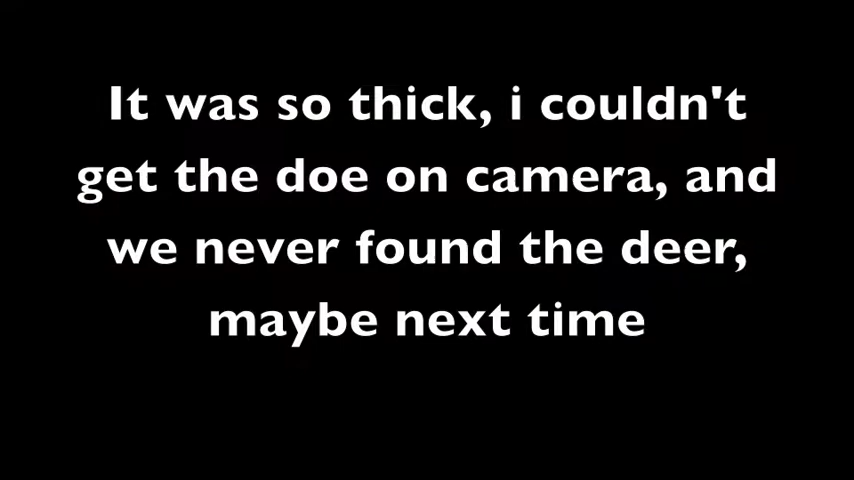 It was so thick, i couldn't
get the doe on camera, and
we never found the deer,
maybe next time